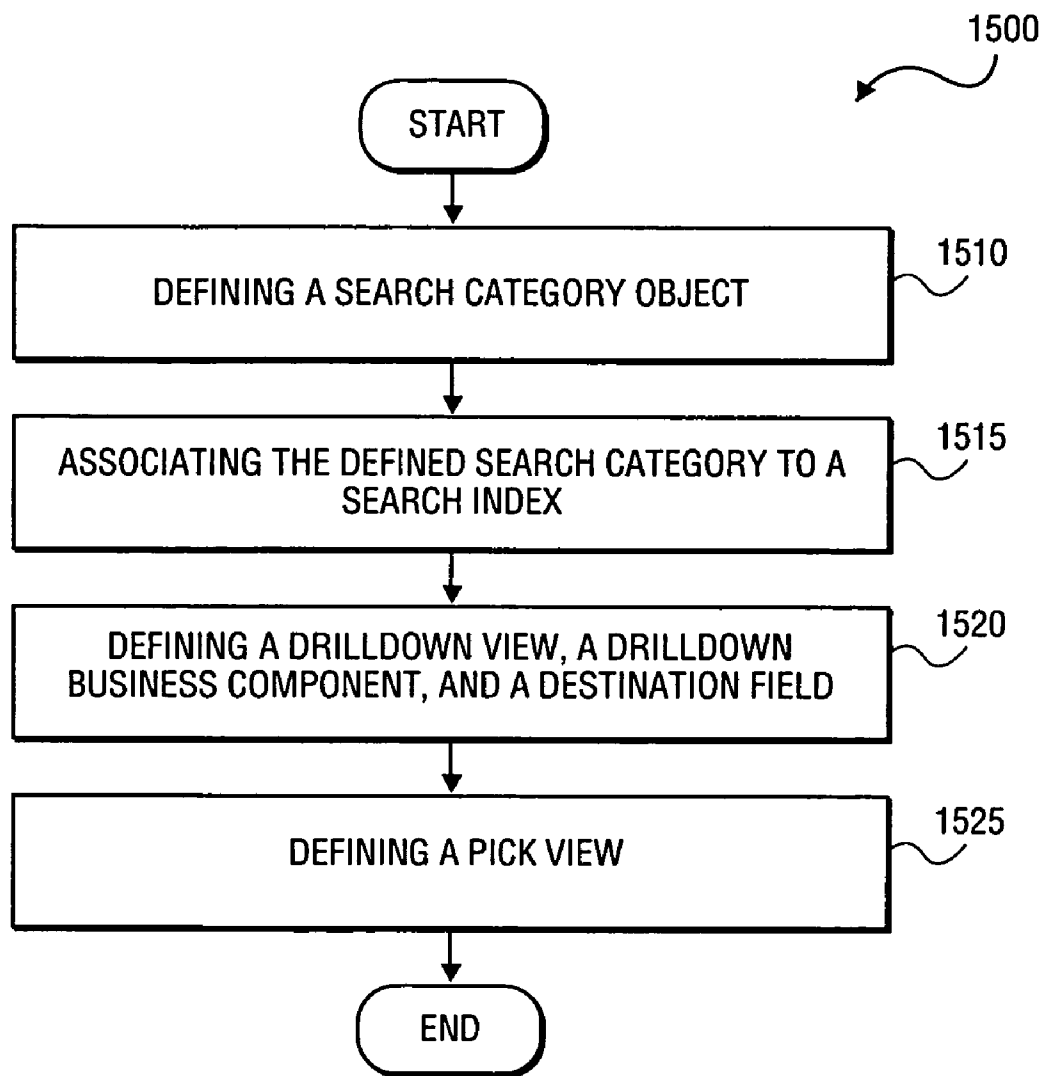 1500
START
1510
DEFINING A SEARCH CATEGORY OBJECT
1515
ASSOCIATING THE DEFINED SEARCH CATEGORY TO A
SEARCH INDEX
1520
DEFINING A DRILLDOWN VIEW, A DRILLDOWN
BUSINESS COMPONENT, AND A DESTINATION FIELD
1525
DEFINING A PICK VIEW
END